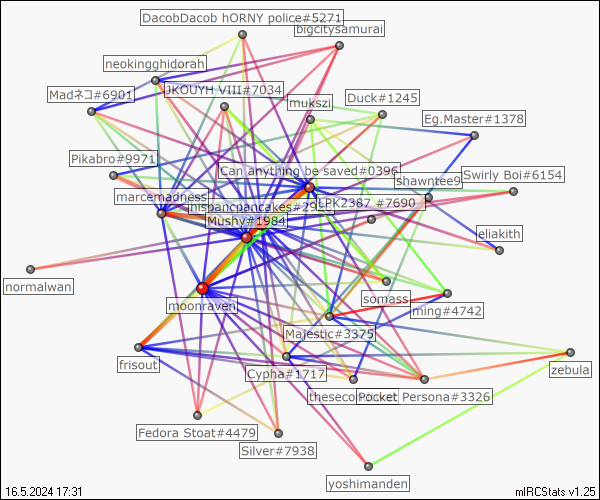 DacobDacob hORNY police#5271
bigcitysamurai
neokingghidorah
JKOUYH VIII#7034
Madネコ#6901
Duck#1245
mukszi
Eg.Master#1378
Pikabro#9971
Can anything be saved#0396
Swirly Boi#6154
shawntee9
marcemadness
LPK2387 #7690
Mushy#1984
eliakith
normalwan
somass
moonraven
ming#4742
Majestic#3375
frisout
zebula
Cypha#1717
Pocket Persona#3326
Fedora Stoat#4479
Silver#7938
yoshimanden
16.5.2024 17:31
mIRCStats v1.25